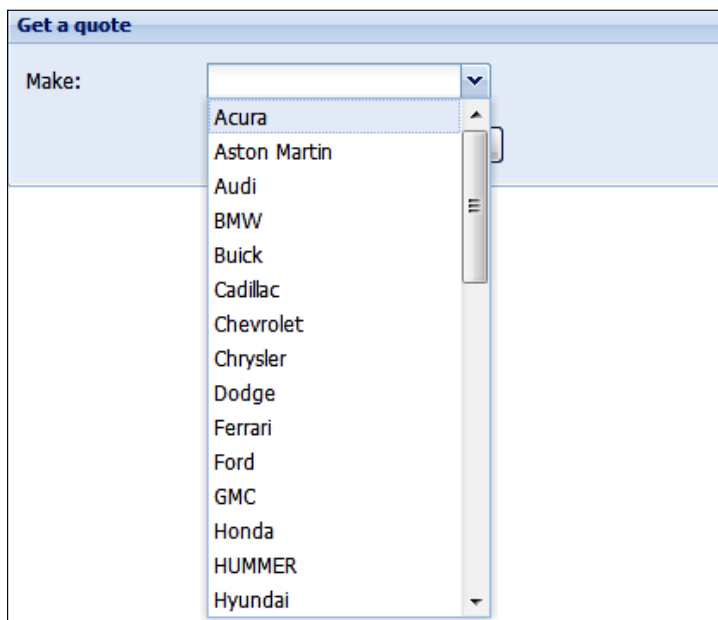 Get a quote
Make:
Acura
Aston Martin
Audi
BMW
Buick
Cadillac
Chevrolet
Chrysler
Dodge
Ferrari
Ford
GMC
Honda
HUMMER
Hyundai